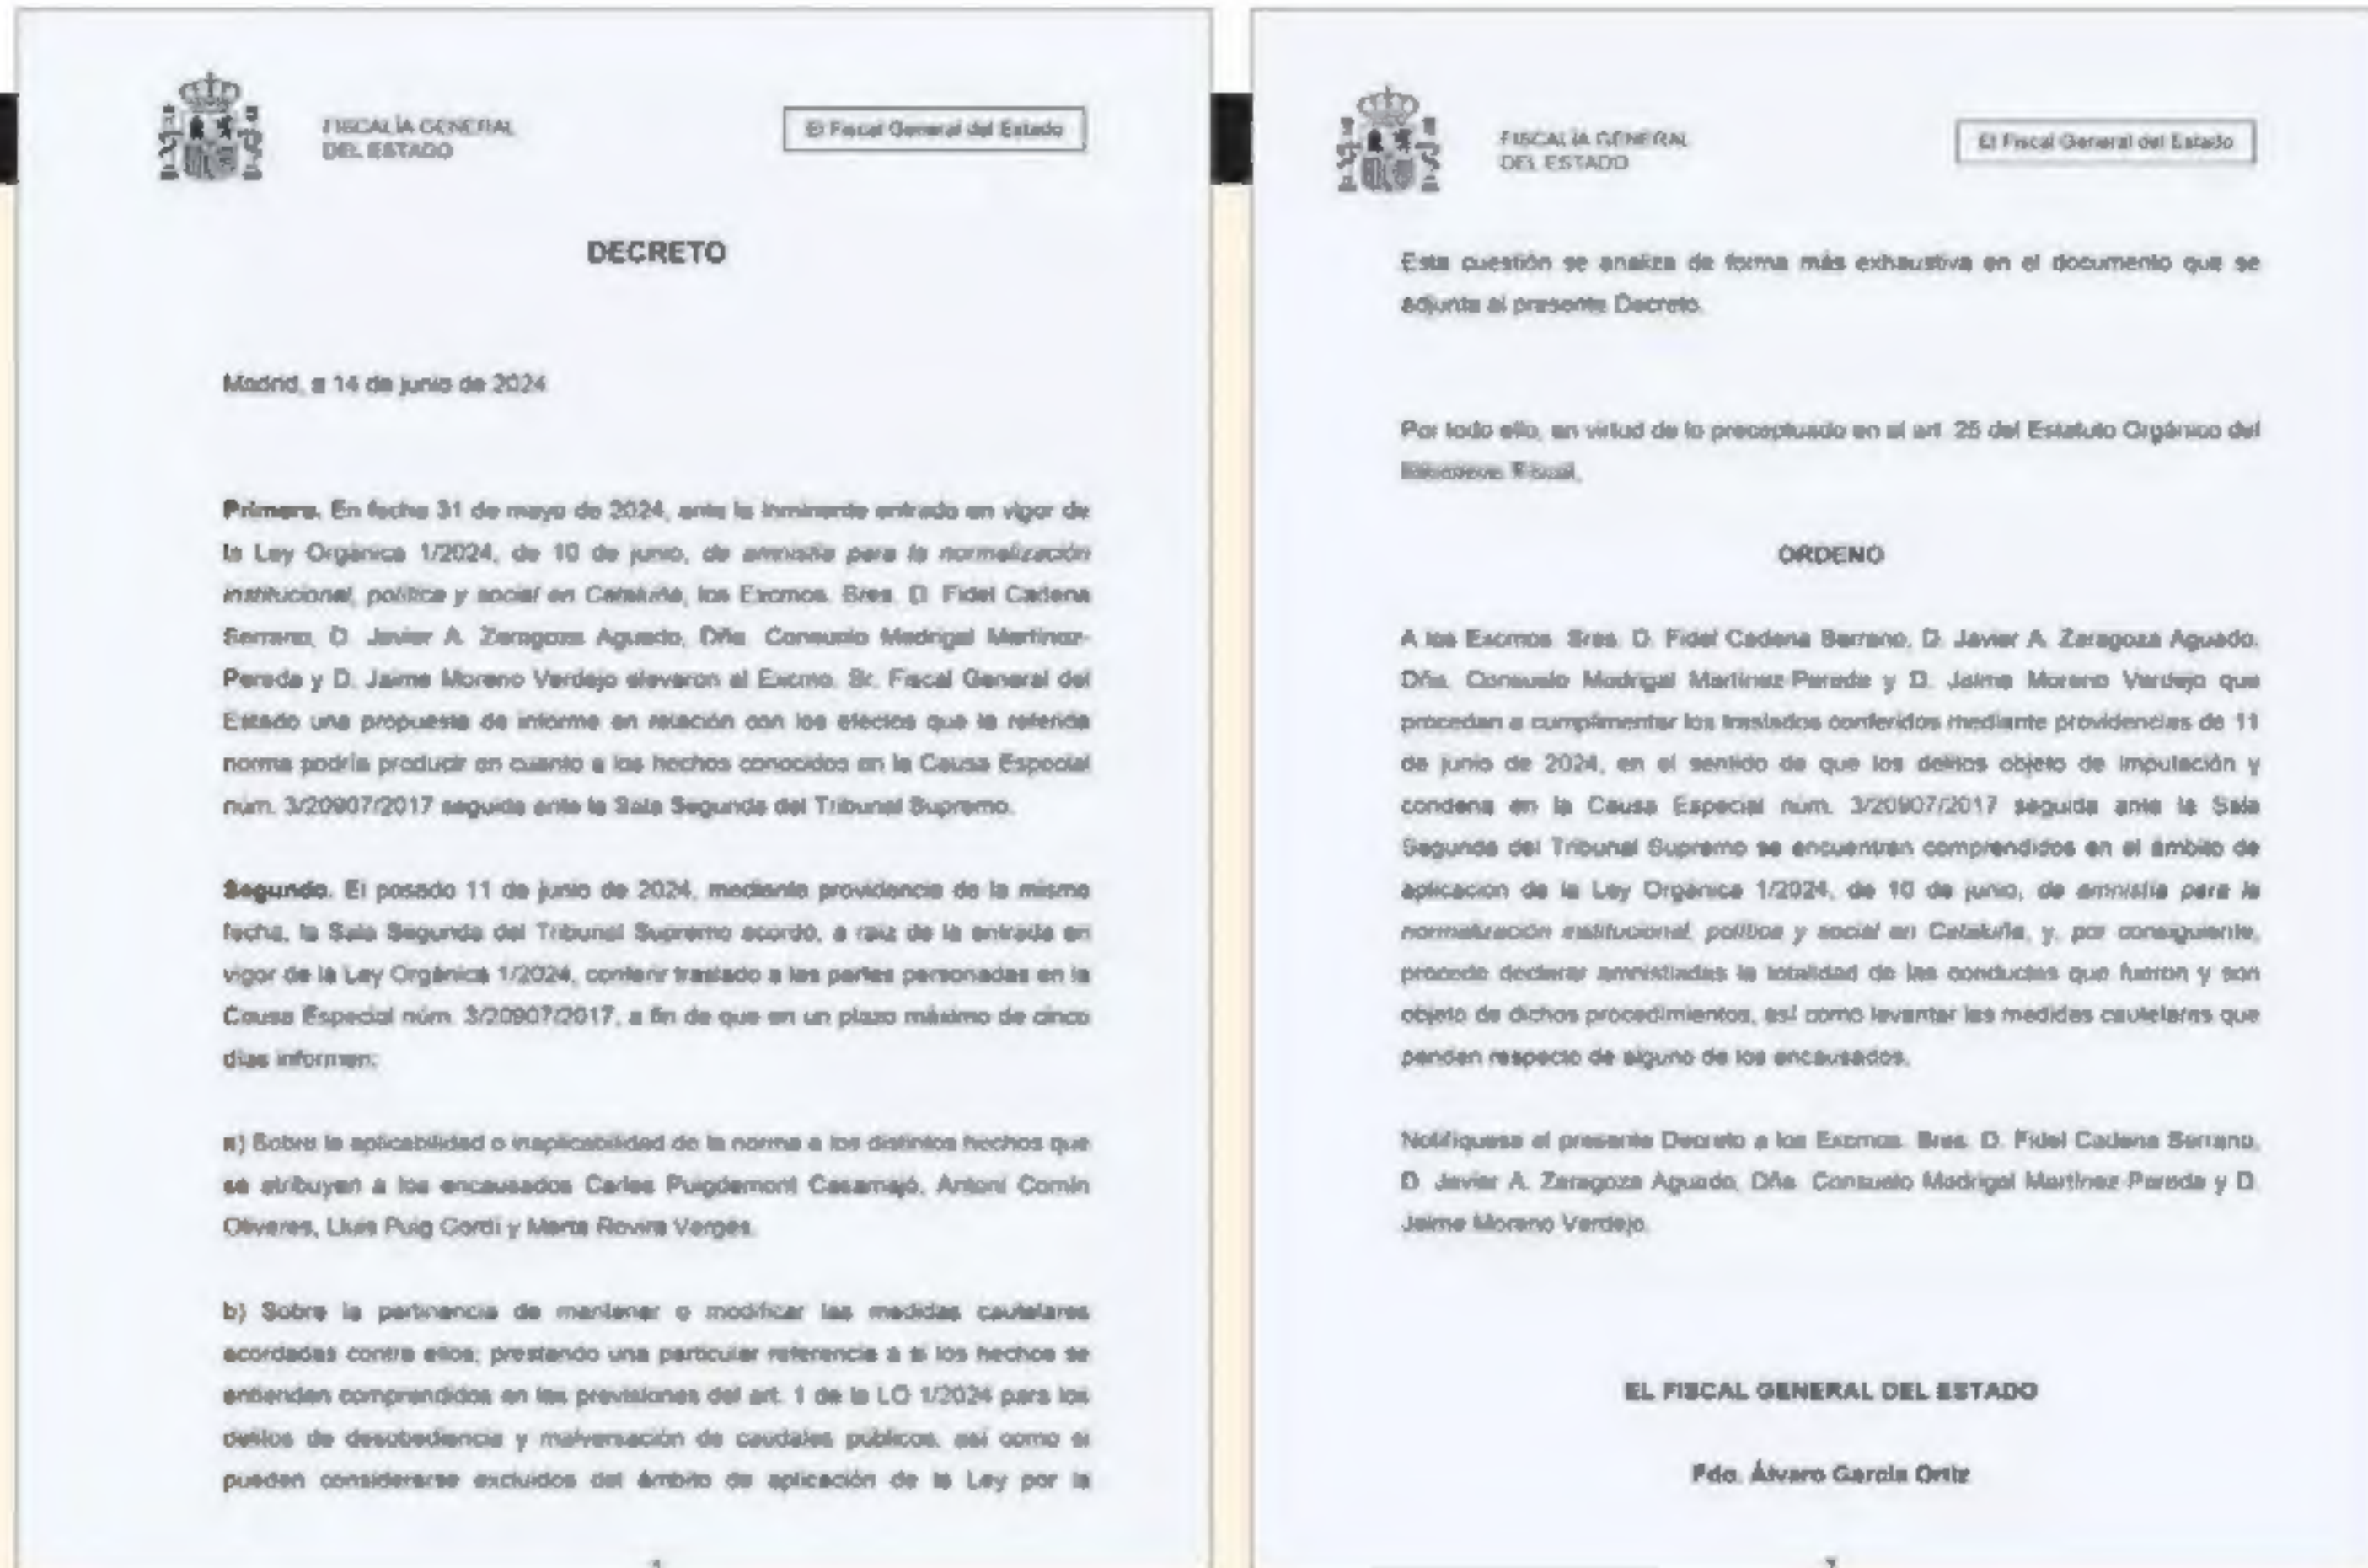 FISCALÍA GENERAL
DEL ESTADO
El Fiscal General del Estado
DECRETO
Madrid, a 14 de junio de 2024
Primero. En fecha 31 de mayo de 2024, ante la inminente entrada en vigor de
la Ley Orgánica 1/2024, de 10 de junio, de amnistía para la normalización
institucional, política y social en Cataluña, los Excmos. Sres. D. Fidel Cadena
Serrano, D. Javier A. Zaragoza Aguado, Dña. Consuelo Madrigal Martínez-
Pereda y D. Jaime Moreno Verdejo elevaron al Excmo. Sr. Fiscal General del
Estado una propuesta de informe en relación con los efectos que la referida
norma podría producir en cuanto a los hechos conocidos en la Causa Especial
núm. 3/20907/2017 seguida ante la Sala Segunda del Tribunal Supremo.
Segundo. El pasado 11 de junio de 2024, mediante providencia de la misma
fecha, la Sala Segunda del Tribunal Supremo acordó, a raíz de la entrada en
vigor de la Ley Orgánica 1/2024, conferir traslado a las partes personadas en la
Causa Especial núm. 3/20907/2017, a fin de que en un plazo máximo de cinco
días informen:
a) Sobre la aplicabilidad o inaplicabilidad de la norma a los distintos hechos que
se atribuyen a los encausados Carles Puigdemont Casamajó, Antoni Comín
Oliveres, Lluís Puig Gordi y Marta Rovira Vergés.
b) Sobre la pertinencia de mantener o modificar las medidas cautelares
acordadas contra ellos; prestando una particular referencia a si los hechos se
entienden comprendidos en las previsiones del art. 1 de la LO 1/2024 para los
delitos de desobediencia y malversación de caudales públicos, así como si
pueden considerarse excluidos del ámbito de aplicación de la Ley por la
FISCALÍA GENERAL
DEL ESTADO
El Fiscal General del Estado
Esta cuestión se analiza de forma más exhaustiva en el documento que se
adjunta al presente Decreto.
Por todo ello, en virtud de lo preceptuado en el art. 25 del Estatuto Orgánico del
Ministerio Fiscal,
ORDENO
A los Excmos. Sres. D. Fidel Cadena Serrano, D. Javier A. Zaragoza Aguado,
Dña. Consuelo Madrigal Martínez-Pereda y D. Jaime Moreno Verdejo que
procedan a cumplimentar los traslados conferidos mediante providencias de 11
de junio de 2024, en el sentido de que los delitos objeto de imputación y
condena en la Causa Especial núm. 3/20907/2017 seguida ante la Sala
Segunda del Tribunal Supremo se encuentran comprendidos en el ámbito de
aplicación de la Ley Orgánica 1/2024, de 10 de junio, de amnistía para la
normalización institucional, política y social en Cataluña, y, por consiguiente,
procede declarar amnistiadas la totalidad de las conductas que fueron y son
objeto de dichos procedimientos, así como levantar las medidas cautelares que
penden respecto de alguno de los encausados.
Notifíquese el presente Decreto a los Excmos. Sres. D. Fidel Cadena Serrano,
D. Javier A. Zaragoza Aguado, Dña. Consuelo Madrigal Martínez-Pereda y D.
Jaime Moreno Verdejo.
EL FISCAL GENERAL DEL ESTADO
Fdo. Álvaro García Ortiz